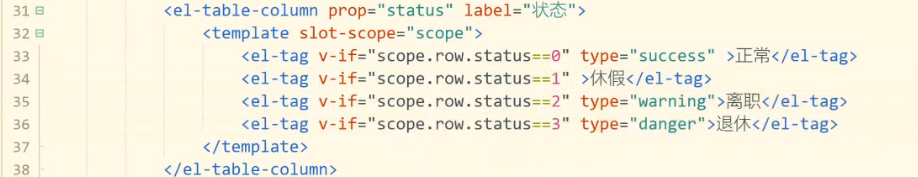 31 <el-table-column prop="status" label="状态">
32 <template slot-scope="scope">
33 <el-tag v-if="scope.row.status==0" type="success" >正常</el-tag>
34 <el-tag v-if="scope.row.status==1" >休假</el-tag>
35 <el-tag v-if="scope.row.status==2" type="warning">离职</el-tag>
36 <el-tag v-if="scope.row.status==3" type="danger">退休</el-tag>
37 </template>
38 </el-table-column>